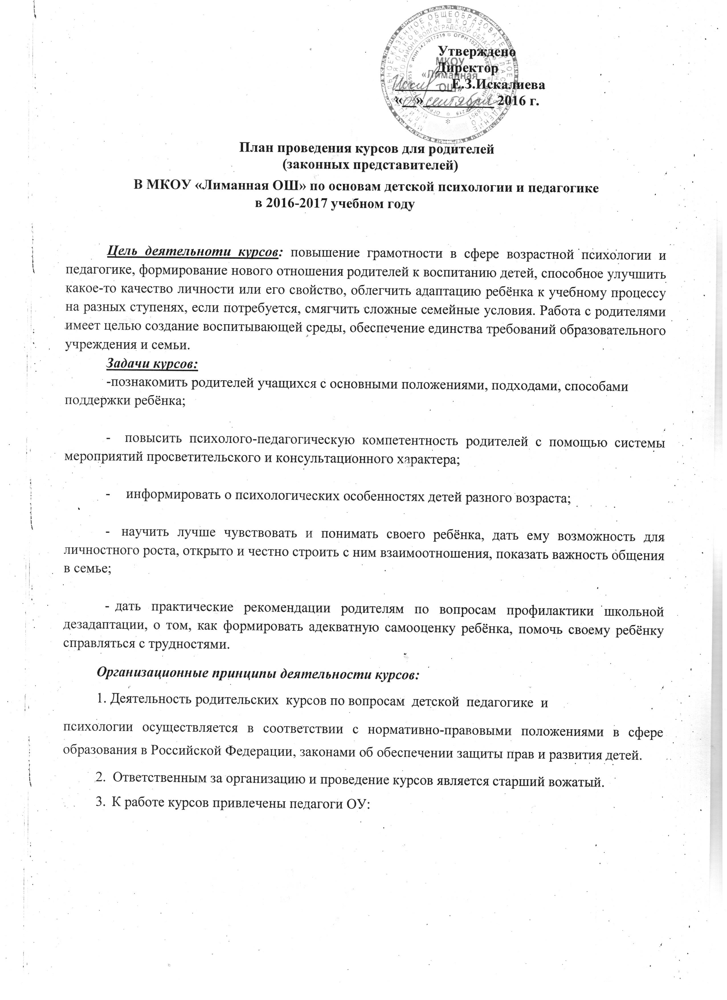 Утверждено
Директор
МКОУ
«Лиманная
ОШ»
Е.З.Искалиева
«05» сентября 2016 г.
План проведения курсов для родителей
(законных представителей)
В МКОУ «Лиманная ОШ» по основам детской психологии и педагогике
в 2016-2017 учебном году
Цель деятельноти курсов: повышение грамотности в сфере возрастной психологии и
педагогике, формирование нового отношения родителей к воспитанию детей, способное улучшить
какое-то качество личности или его свойство, облегчить адаптацию ребёнка к учебному процессу
на разных ступенях, если потребуется, смягчить сложные семейные условия. Работа с родителями
имеет целью создание воспитывающей среды, обеспечение единства требований образовательного
учреждения и семьи.
Задачи курсов:
-познакомить родителей учащихся с основными положениями, подходами, способами
поддержки ребёнка;
- повысить психолого-педагогическую компетентность родителей с помощью системы
мероприятий просветительского и консультационного характера;
- информировать о психологических особенностях детей разного возраста;
- научить лучше чувствовать и понимать своего ребёнка, дать ему возможность для
личностного роста, открыто и честно строить с ним взаимоотношения, показать важность общения
в семье;
- дать практические рекомендации родителям по вопросам профилактики школьной
дезадаптации, о том, как формировать адекватную самооценку ребёнка, помочь своему ребёнку
справляться с трудностями.
Организационные принципы деятельности курсов:
1. Деятельность родительских курсов по вопросам детской педагогике и
психологии осуществляется в соответствии с нормативно-правовыми положениями в сфере
образования в Российской Федерации, законами об обеспечении защиты прав и развития детей.
2. Ответственным за организацию и проведение курсов является старший вожатый.
3. К работе курсов привлечены педагоги ОУ: